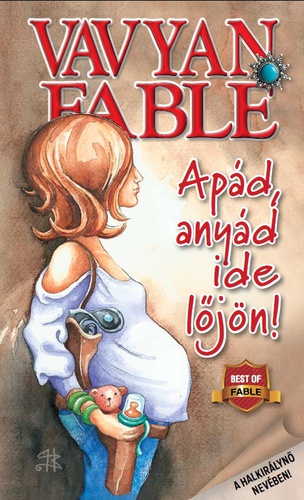 VAVYAN
FABLE
Apád,
anyád
ide
lőjön!
BEST OF
FABLE
A HALKIRÁLYNŐ
NEVÉBEN!